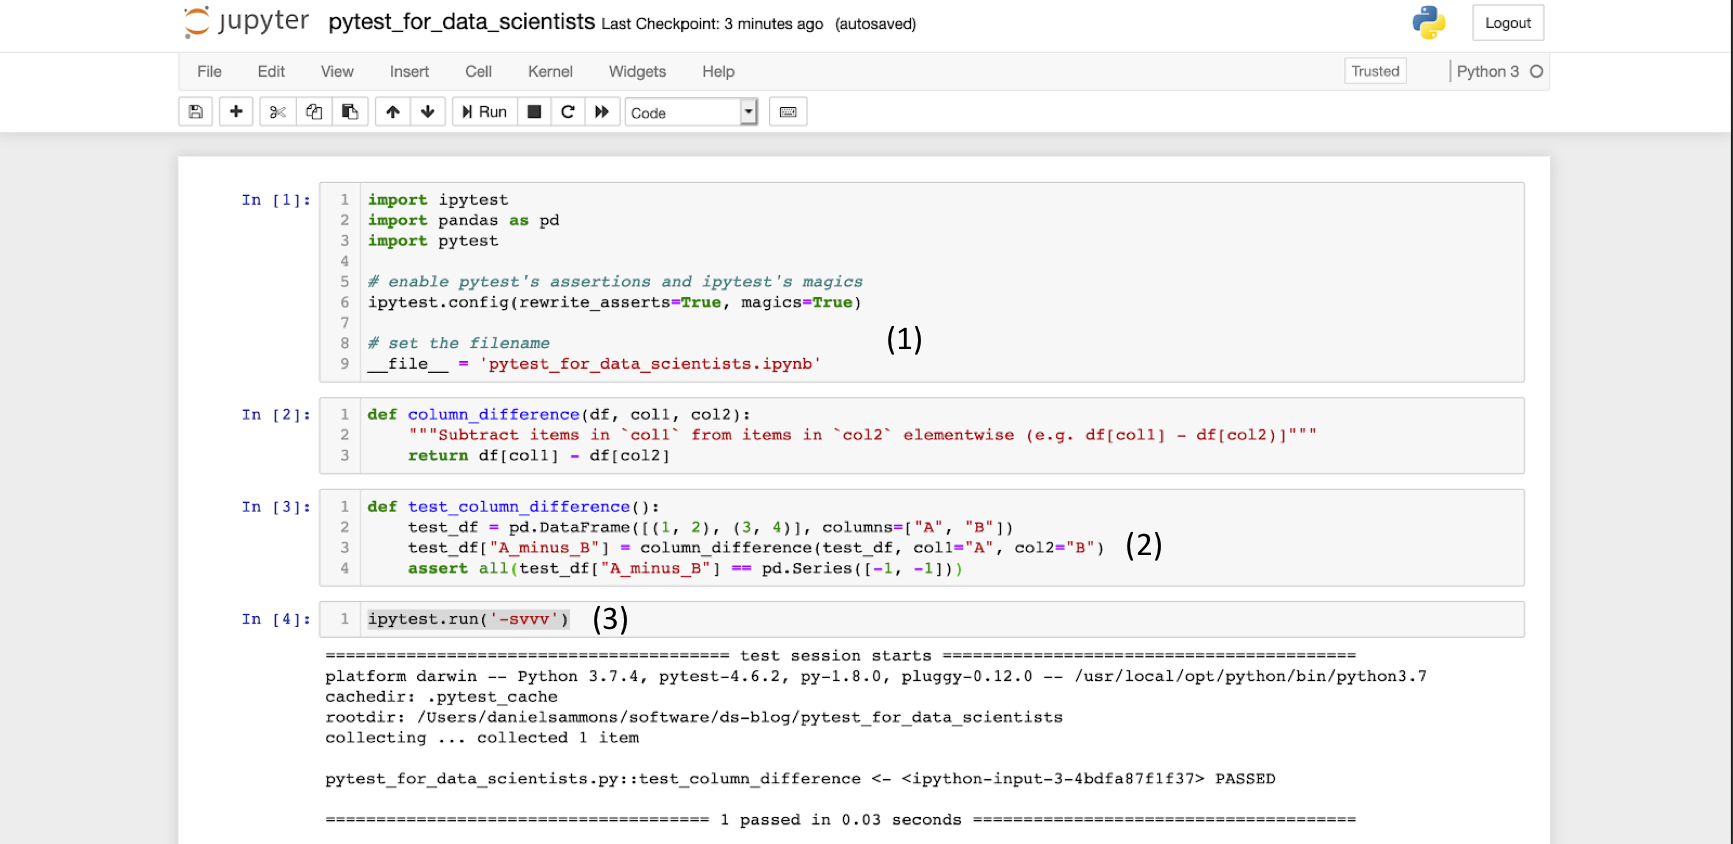 jupyter pytest_for_data_scientists Last Checkpoint: 3 minutes ago (autosaved) Logout
File Edit View Insert Cell Kernel Widgets Help Trusted Python 3
Run Code
In [1]:
1 import ipytest
2 import pandas as pd
3 import pytest
4
5 # enable pytest's assertions and ipytest's magics
6 ipytest.config(rewrite_asserts=True, magics=True)
7
8 # set the filename
(1)
9 __file__ = 'pytest_for_data_scientists.ipynb'
In [2]:
1 def column_difference(df, col1, col2):
2     """Subtract items in `col1` from items in `col2` elementwise (e.g. df[col1] - df[col2)]"""
3     return df[col1] - df[col2]
In [3]:
1 def test_column_difference():
2     test_df = pd.DataFrame([(1, 2), (3, 4)], columns=["A", "B"])
3     test_df["A_minus_B"] = column_difference(test_df, col1="A", col2="B") (2)
4     assert all(test_df["A_minus_B"] == pd.Series([-1, -1]))
In [4]:
1 ipytest.run('-svvv') (3)
======================================== test session starts =========================================
platform darwin -- Python 3.7.4, pytest-4.6.2, py-1.8.0, pluggy-0.12.0 -- /usr/local/opt/python/bin/python3.7
cachedir: .pytest_cache
rootdir: /Users/danielsammons/software/ds-blog/pytest_for_data_scientists
collecting ... collected 1 item
pytest_for_data_scientists.py::test_column_difference <- <ipython-input-3-4bdfa87f1f37> PASSED
====================================== 1 passed in 0.03 seconds ======================================